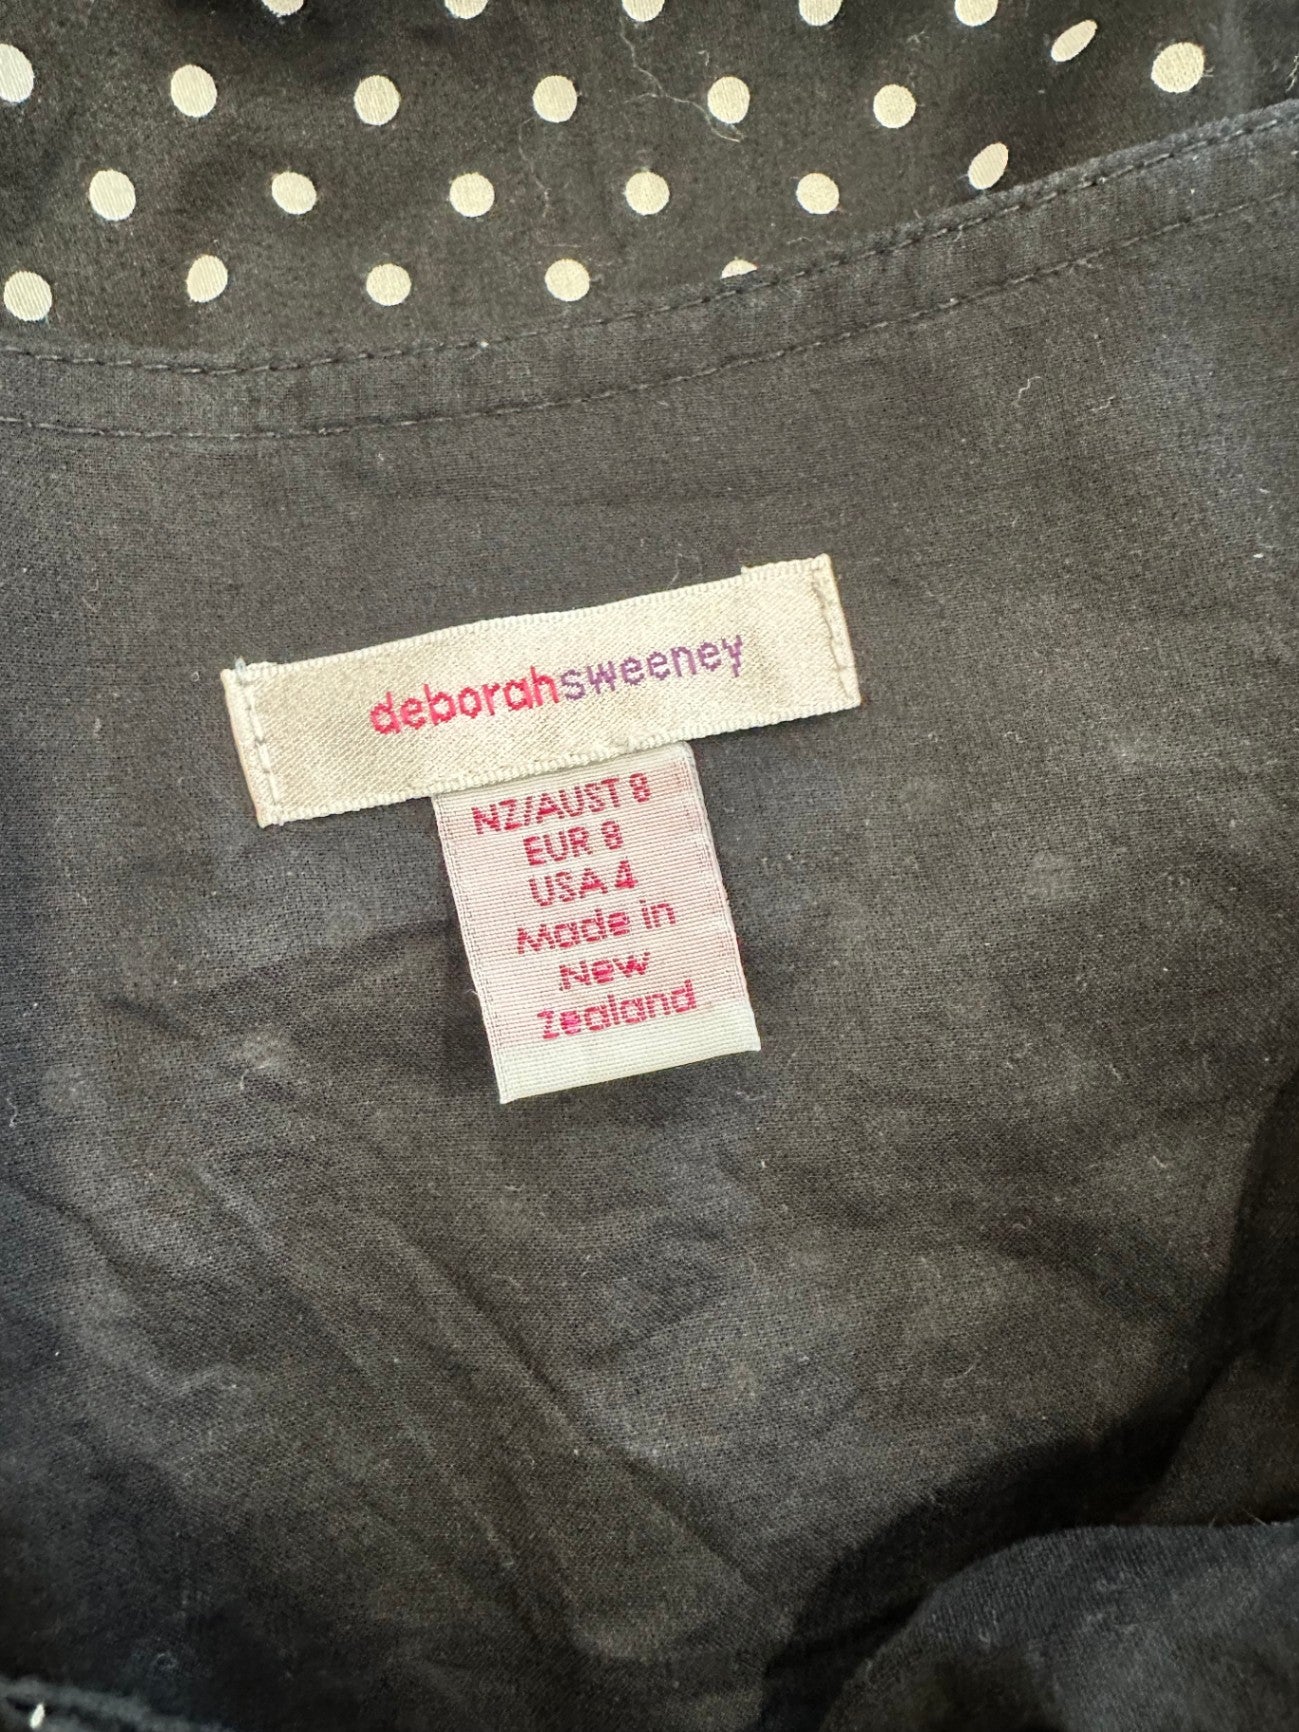 deborahsweeney
NZ/AUST 8
EUR 8
USA 4
Made in
New
Zealand